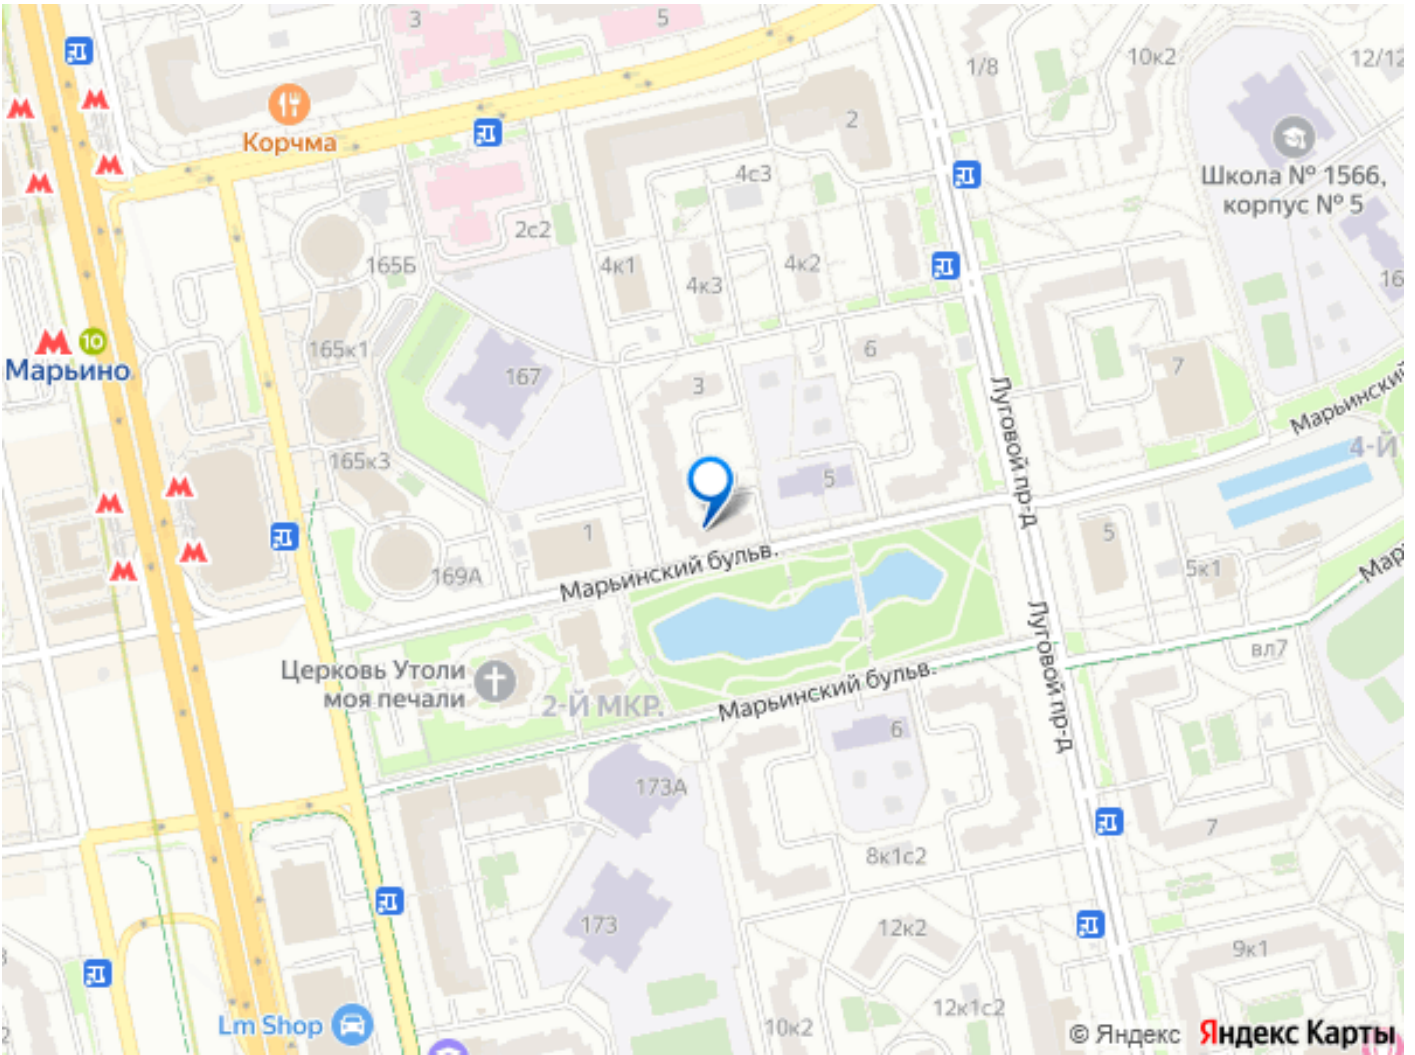 3
5
1/8
10к2
12/12
Корчма
2
4с3
Школа № 1566,
корпус № 5
2с2
165Б
4к1
4к3
4к2
16
10
Марьино
165к1
167
3
6
7
Луговой пр-д
Марьинский
4-Й
165к3
5
1
Марьинский бульв.
169А
5
5к1
Мар
Луговой пр-д
вл7
Церковь Утоли
моя печали
2-Й МКР.
Марьинский бульв.
6
173А
7
8к1с2
173
12к2
9к1
12к1с2
10к2
Lm Shop
© Яндекс Яндекс Карты